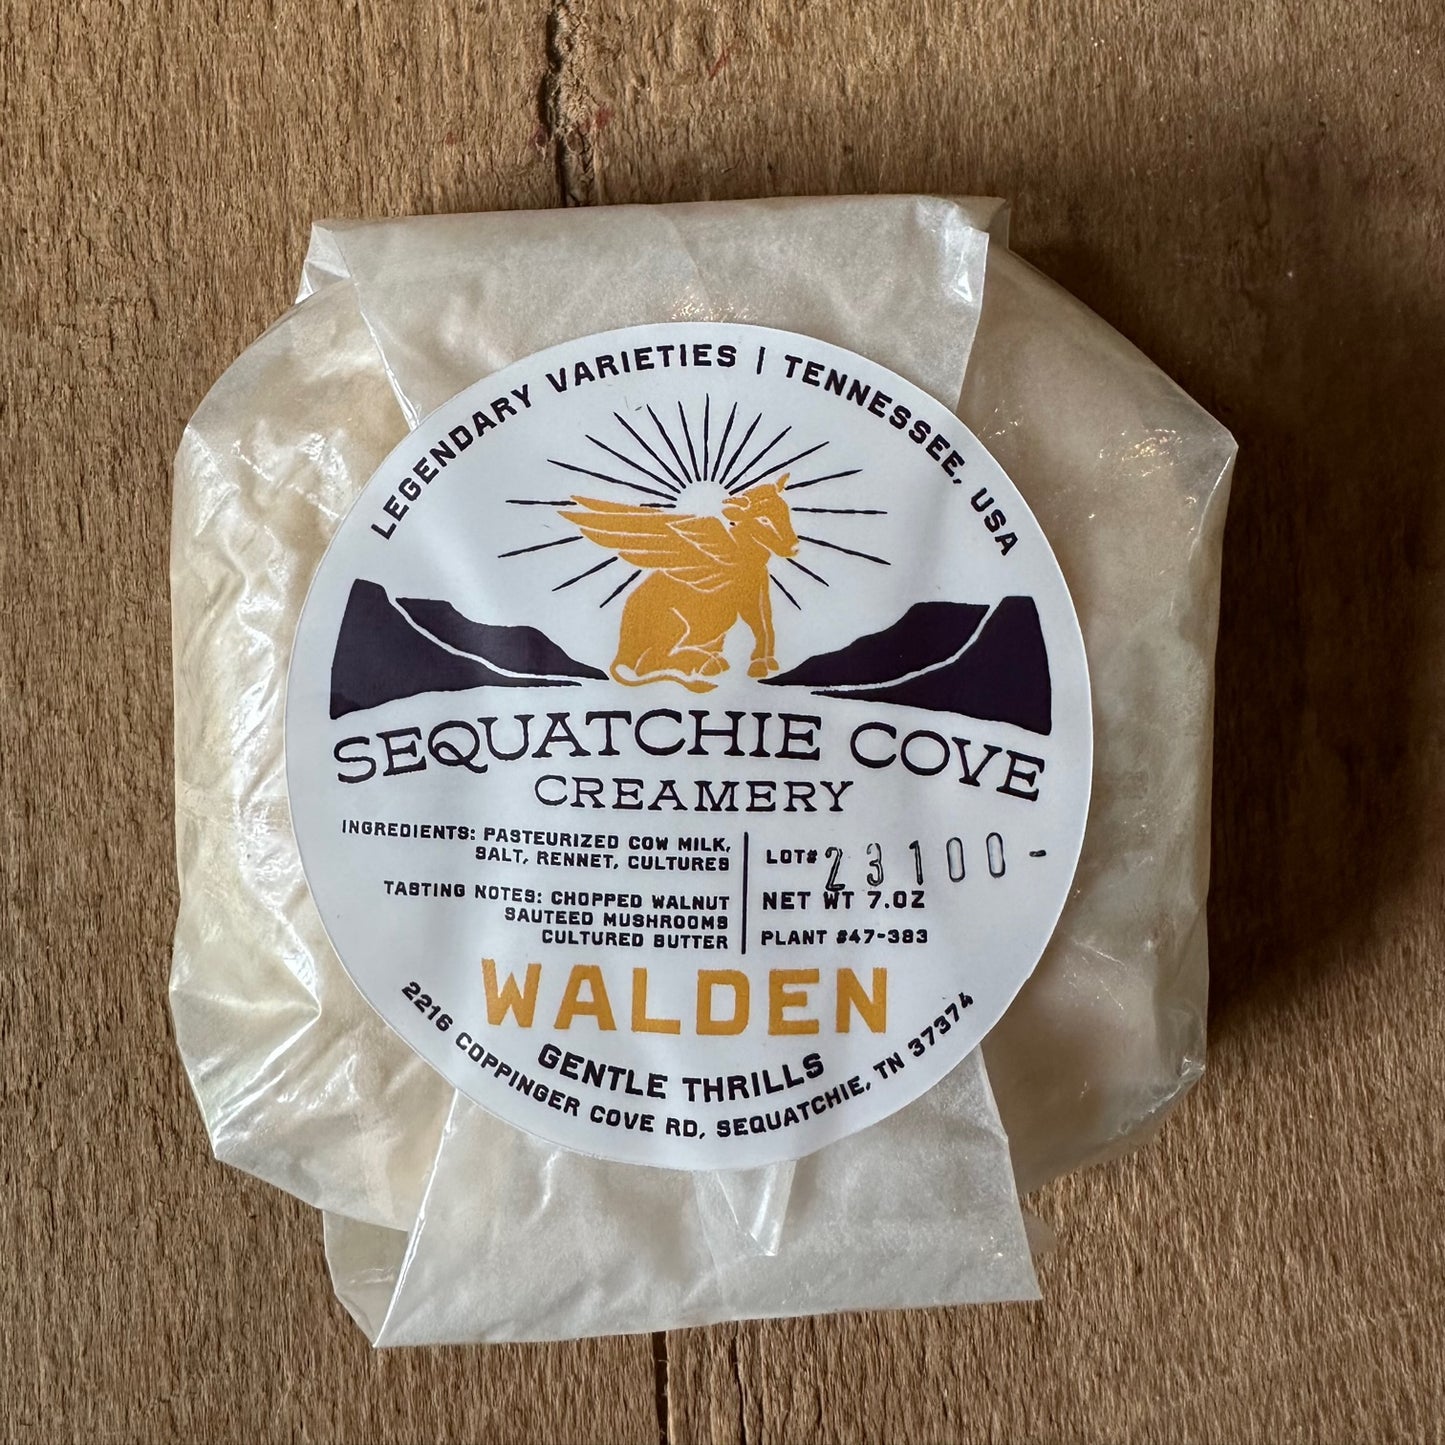 LEGENDARY VARIETIES | TENNESSEE, USA
SEQUATCHIE COVE
CREAMERY
INGREDIENTS: PASTEURIZED COW MILK,
SALT, RENNET, CULTURES
TASTING NOTES: CHOPPED WALNUT
SAUTEED MUSHROOMS
CULTURED BUTTER
LOT# 23100-
NET WT 7.0Z
PLANT #47-383
WALDEN
GENTLE THRILLS
2216 COPPINGER COVE RD, SEQUATCHIE, TN 37374